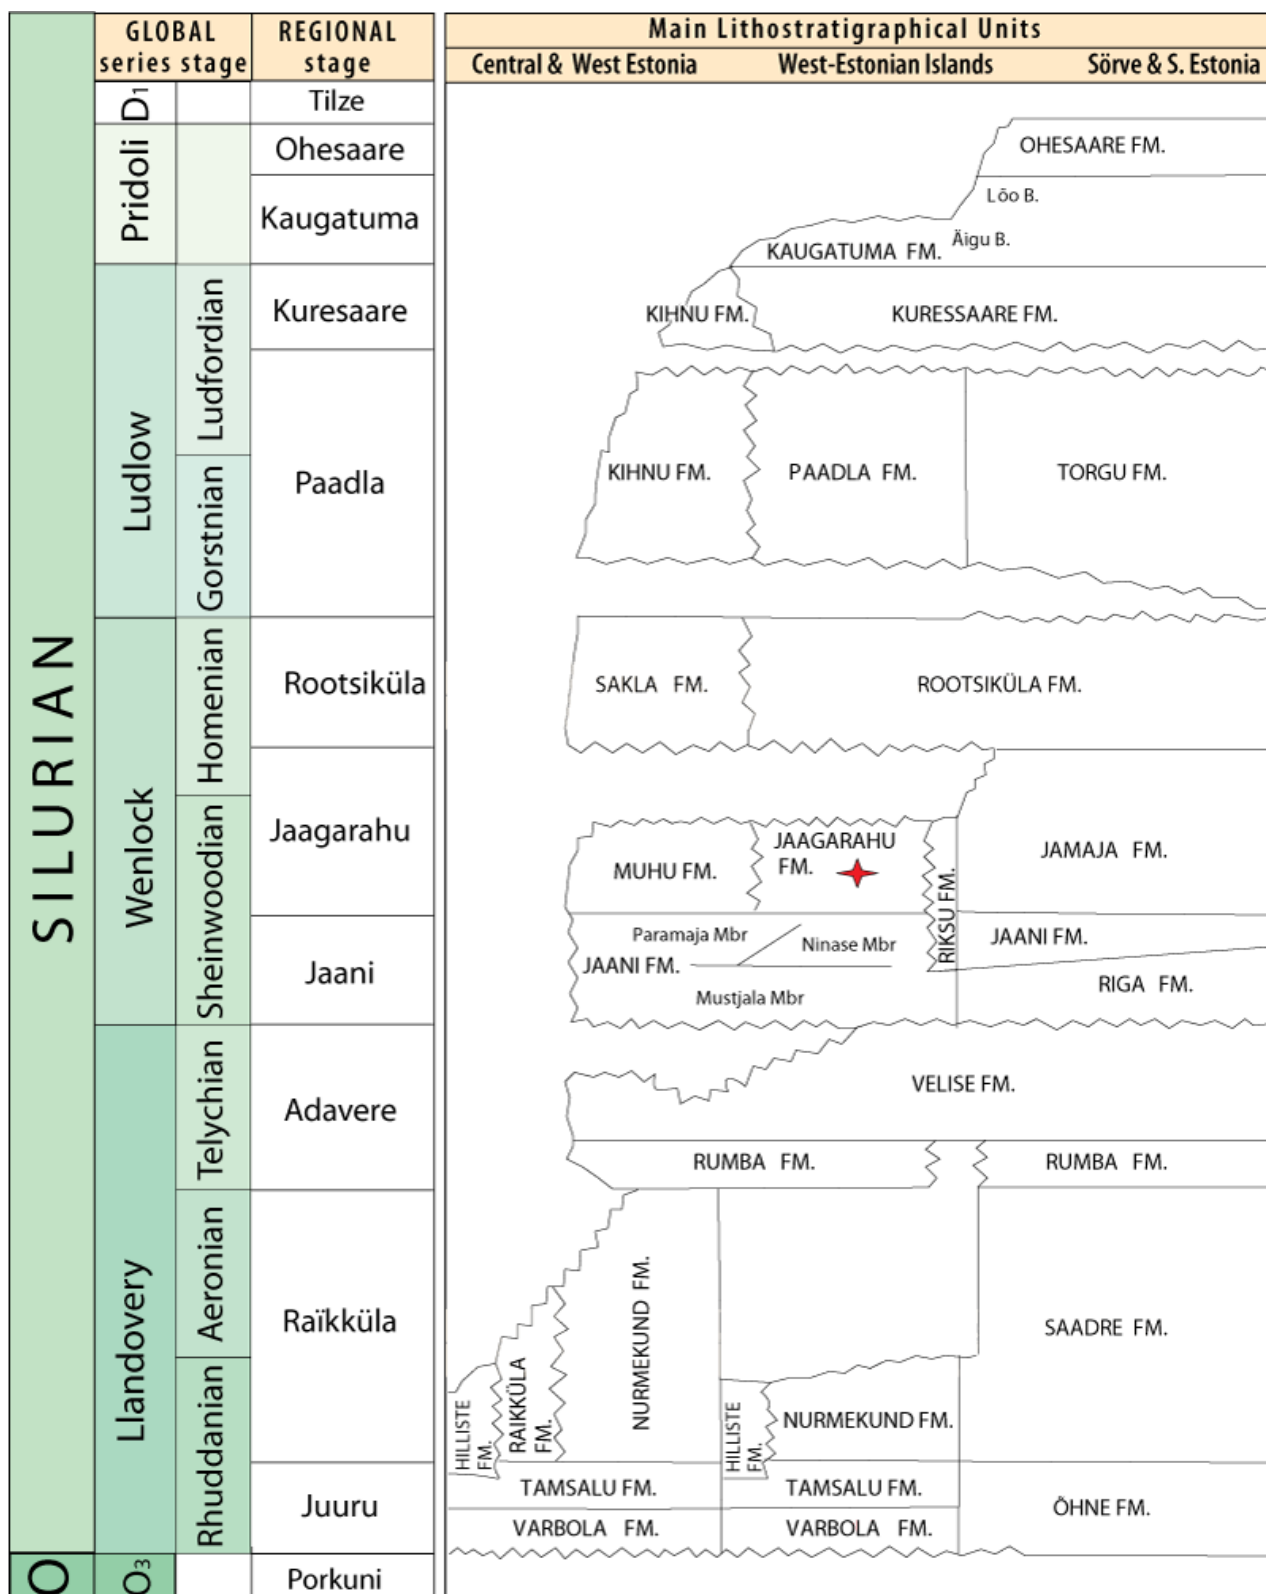 GLOBAL
series stage
REGIONAL
stage
Main Lithostratigraphical Units
Central & West Estonia
West-Estonian Islands
Sörve & S. Estonia
SILURIAN
O
D1
Pridoli
Ludlow
Wenlock
Llandovery
O3
Ludfordian
Gorstnian
Homenian
Sheinwoodian
Telychian
Aeronian
Rhuddanian
Tilze
Ohesaare
Kaugatuma
Kuresaare
Paadla
Rootsiküla
Jaagarahu
Jaani
Adavere
Raïkküla
Juuru
Porkuni
OHESAARE FM.
Lõo B.
Äigu B.
KAUGATUMA FM.
KIHNU FM.
KURESSAARE FM.
KIHNU FM.
PAADLA FM.
TORGU FM.
SAKLA FM.
ROOTSIKÜLA FM.
MUHU FM.
JAAGARAHU
FM.
RIKSU FM.
JAMAJA FM.
Paramaja Mbr
Ninase Mbr
JAANI FM.
Mustjala Mbr
JAANI FM.
RIGA FM.
VELISE FM.
RUMBA FM.
RUMBA FM.
HILLISTE
FM.
RAIKKÜLA
FM.
NURMEKUND FM.
HILLISTE
FM.
NURMEKUND FM.
SAADRE FM.
TAMSALU FM.
TAMSALU FM.
VARBOLA FM.
VARBOLA FM.
ÕHNE FM.